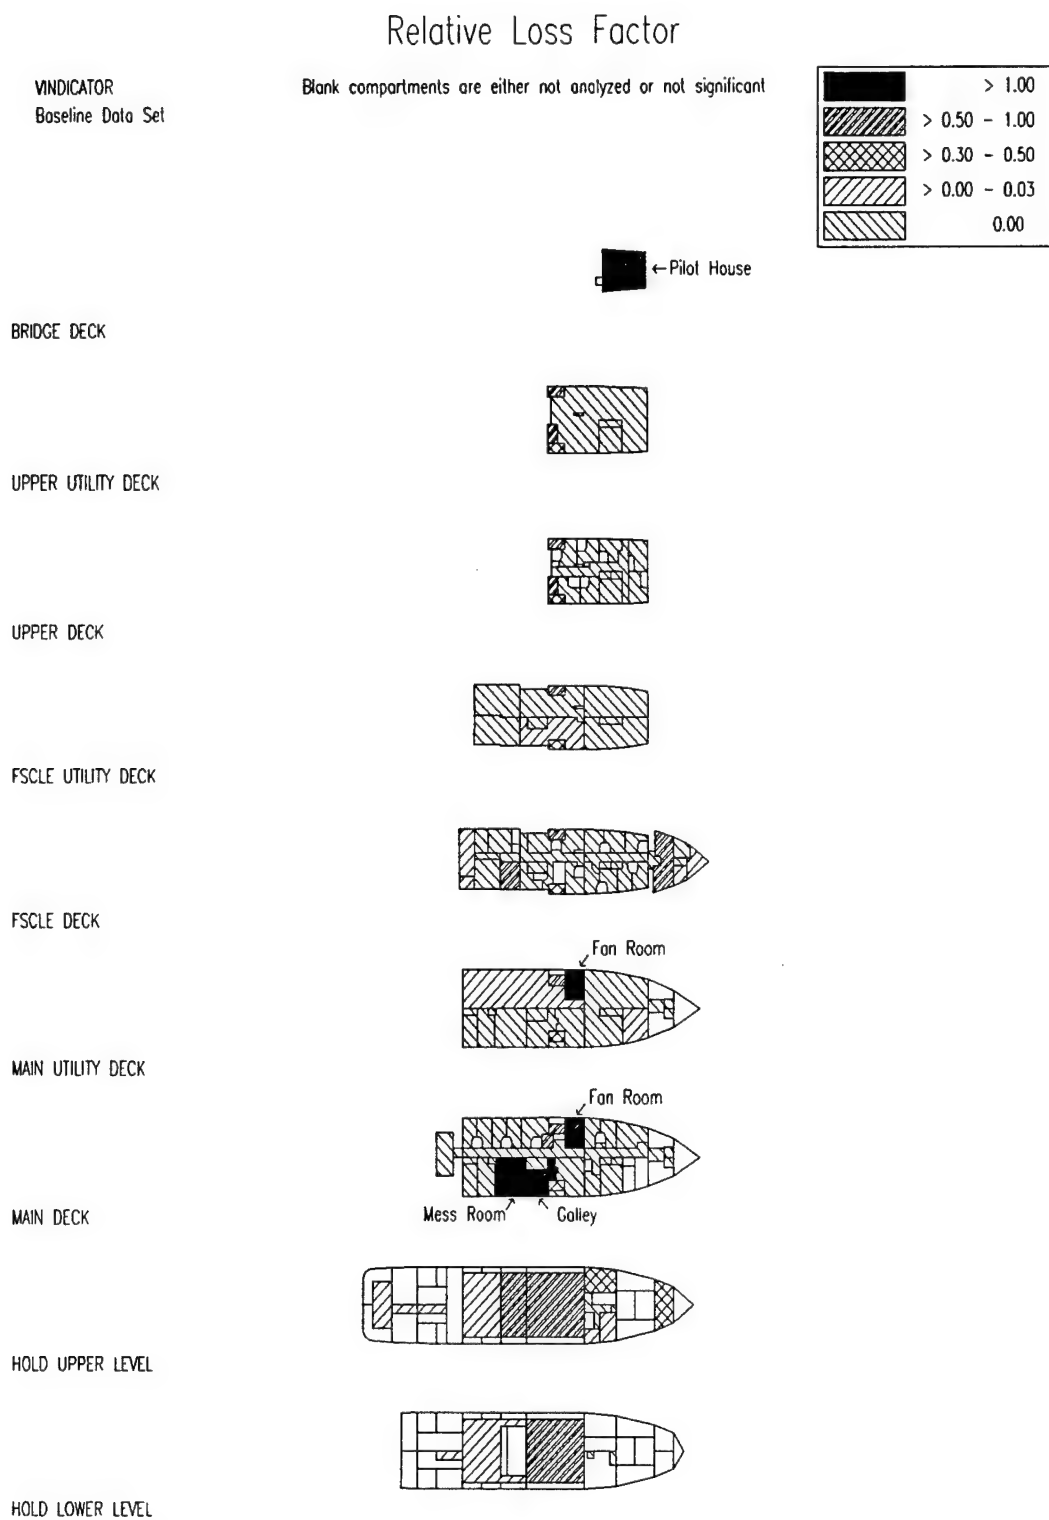 Relative Loss Factor
VINDICATOR
Baseline Data Set
Blank compartments are either not analyzed or not significant
> 1.00
> 0.50 - 1.00
> 0.30 - 0.50
> 0.00 - 0.03
0.00
←Pilot House
BRIDGE DECK
UPPER UTILITY DECK
UPPER DECK
FSCLE UTILITY DECK
FSCLE DECK
Fan Room
MAIN UTILITY DECK
Fan Room
Mess Room
Galley
MAIN DECK
HOLD UPPER LEVEL
HOLD LOWER LEVEL